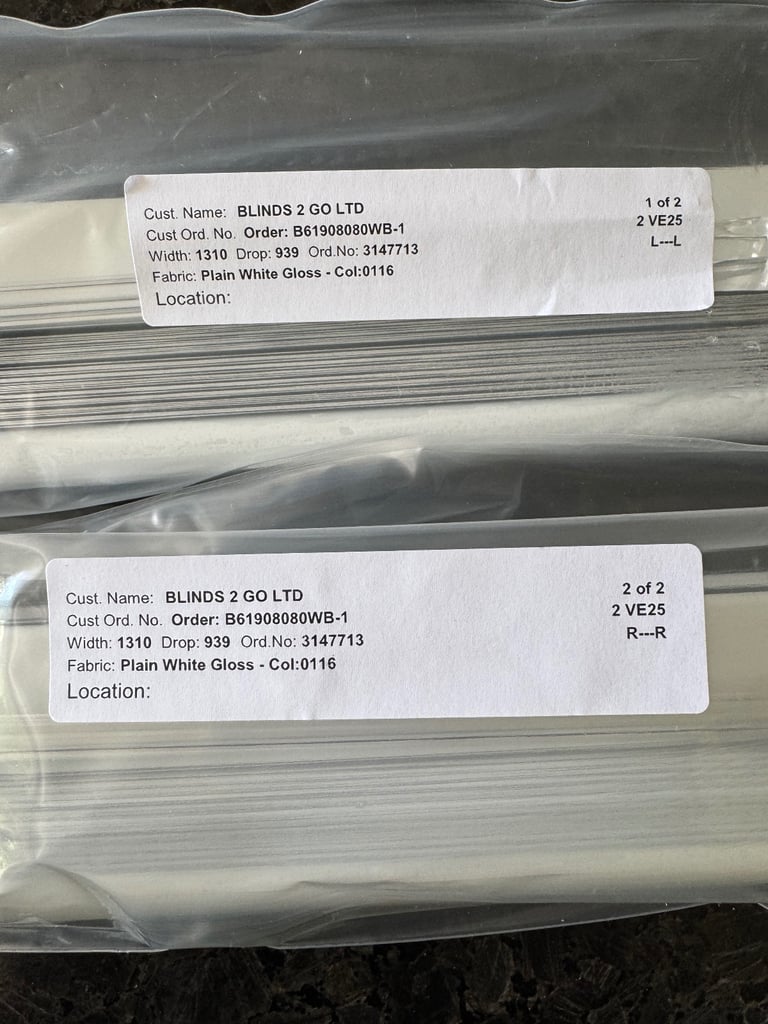 Cust. Name: BLINDS 2 GO LTD 1 of 2
Cust Ord. No. Order: B61908080WB-1 2 VE25
Width: 1310 Drop: 939 Ord.No: 3147713 L---L
Fabric: Plain White Gloss - Col:0116
Location:
Cust. Name: BLINDS 2 GO LTD 2 of 2
Cust Ord. No. Order: B61908080WB-1 2 VE25
Width: 1310 Drop: 939 Ord.No: 3147713 R---R
Fabric: Plain White Gloss - Col:0116
Location: